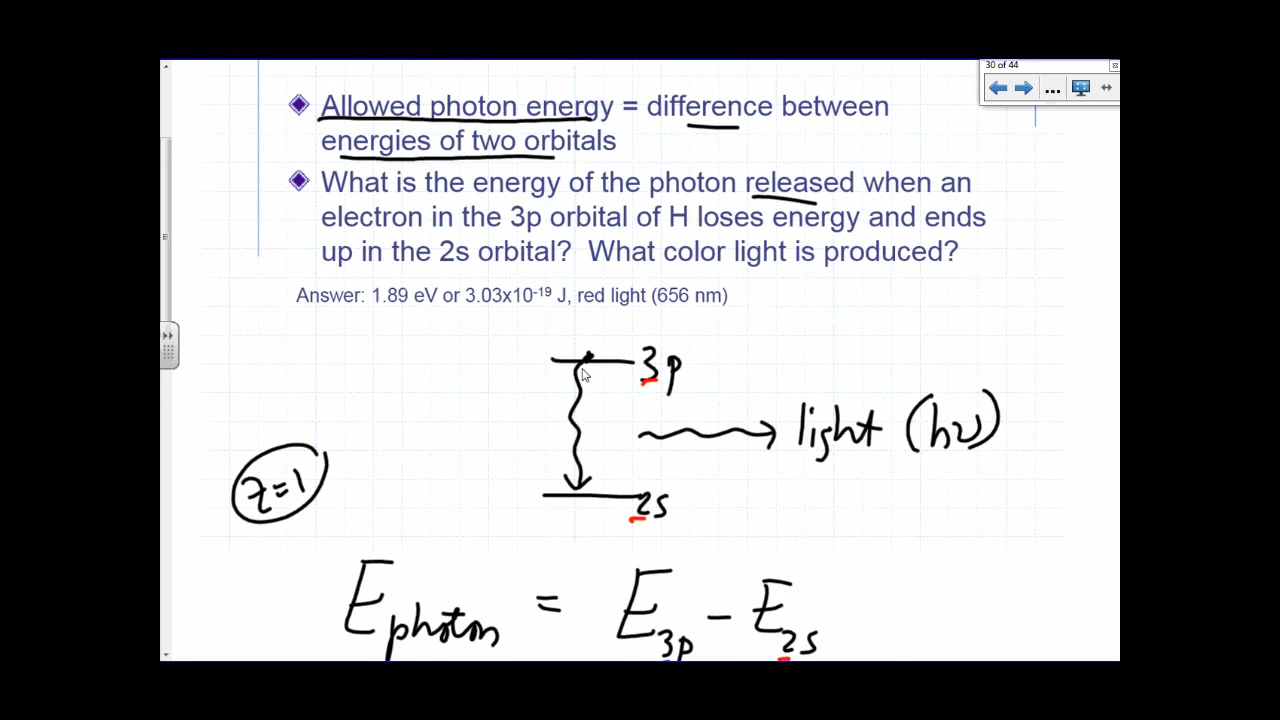 30 of 44
Allowed photon energy = difference between
energies of two orbitals
What is the energy of the photon released when an
electron in the 3p orbital of H loses energy and ends
up in the 2s orbital?  What color light is produced?
Answer: 1.89 eV or 3.03x10⁻¹⁹ J, red light (656 nm)
3p
light (hν)
z=1
2s
E photon = E3p - E2s